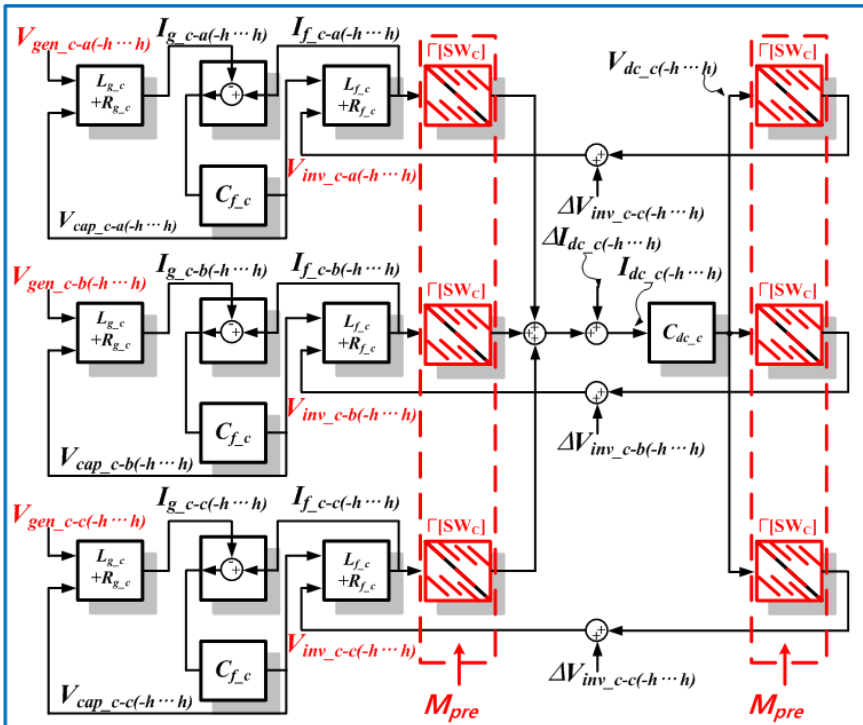 I_g_c-a(-h⋯h) I_f_c-a(-h⋯h)
V_gen_c-a(-h⋯h)
Γ[SW_C] Γ[SW_C]
L_g_c
+R_g_c
- +
L_f_c
+R_f_c
V_dc_c(-h⋯h)
V_inv_c-a(-h⋯h)
+ +
C_f_c
V_cap_c-a(-h⋯h)
ΔV_inv_c-c(-h⋯h)
ΔI_dc_c(-h⋯h)
I_g_c-b(-h⋯h) I_f_c-b(-h⋯h)
I_dc_c(-h⋯h)
V_gen_c-b(-h⋯h)
Γ[SW_C] Γ[SW_C]
L_g_c
+R_g_c
- +
L_f_c
+R_f_c
+ + +
+ +
C_dc_c
V_inv_c-b(-h⋯h)
+ +
C_f_c
V_cap_c-b(-h⋯h)
ΔV_inv_c-b(-h⋯h)
I_g_c-c(-h⋯h) I_f_c-c(-h⋯h)
V_gen_c-c(-h⋯h)
Γ[SW_C] Γ[SW_C]
L_g_c
+R_g_c
- +
L_f_c
+R_f_c
V_inv_c-c(-h⋯h)
+ +
C_f_c
V_cap_c-c(-h⋯h)
ΔV_inv_c-c(-h⋯h)
M_pre M_pre